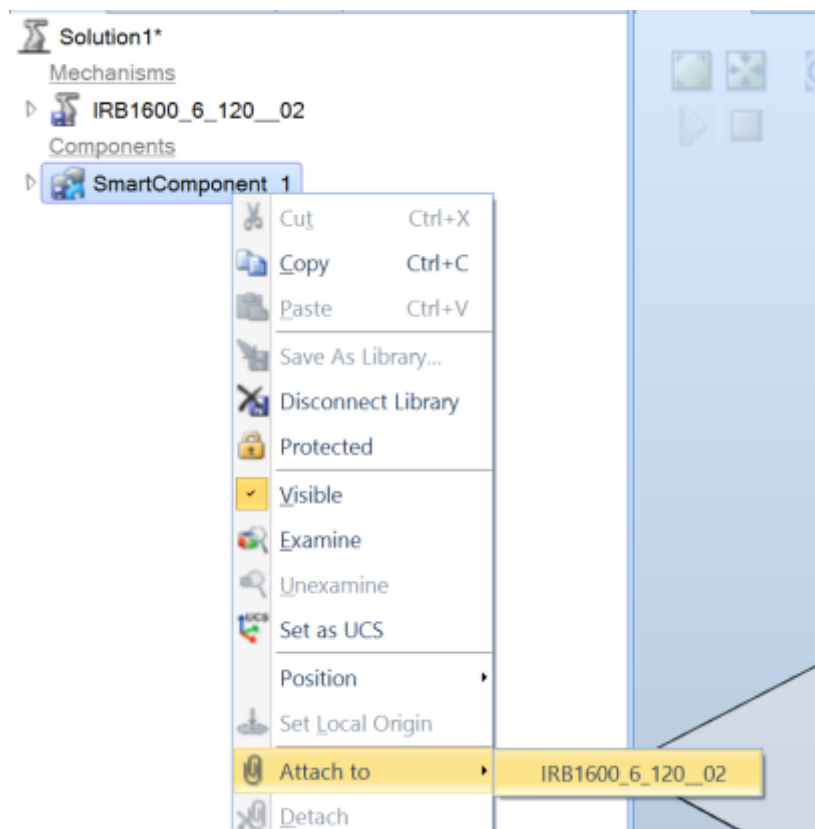 Solution1*
Mechanisms
IRB1600_6_120__02
Components
SmartComponent_1
Cut Ctrl+X
Copy Ctrl+C
Paste Ctrl+V
Save As Library...
Disconnect Library
Protected
Visible
Examine
Unexamine
UCS Set as UCS
Position
Set Local Origin
Attach to IRB1600_6_120__02
Detach